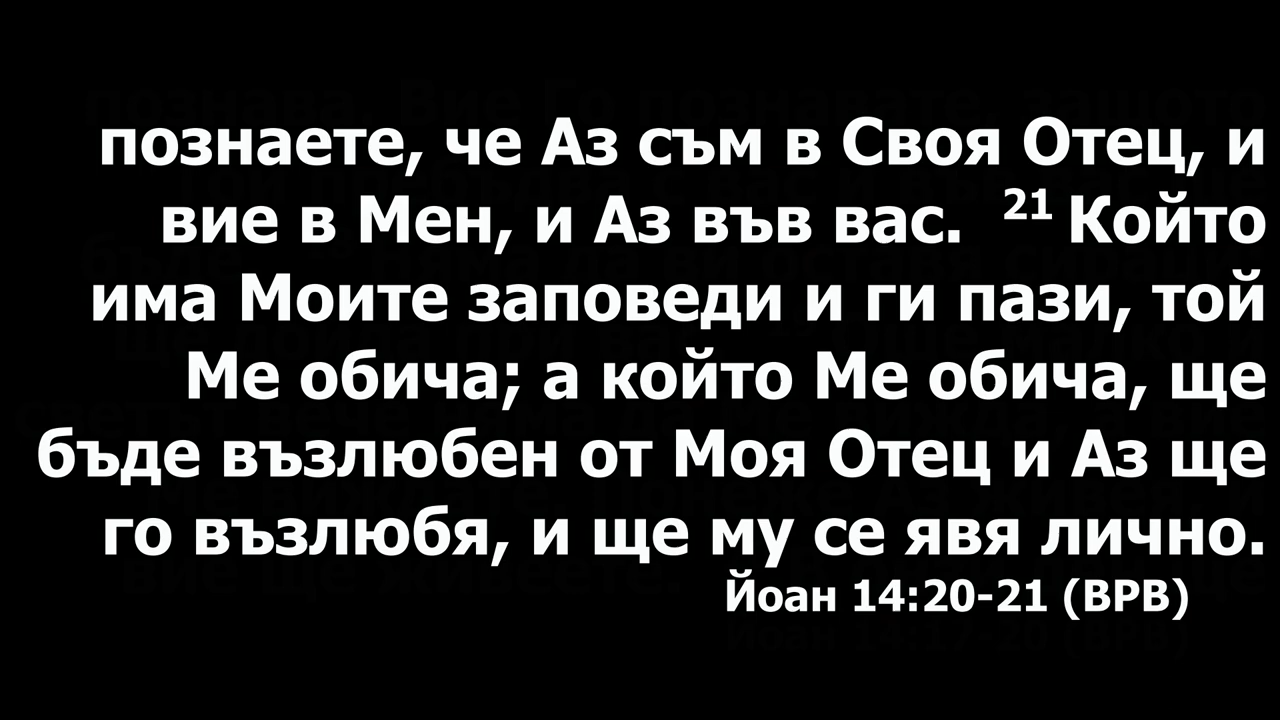 познаете, че Аз съм в Своя Отец, и
вие в Мен, и Аз във вас. 21 Който
има Моите заповеди и ги пази, той
Ме обича; а който Ме обича, ще
бъде възлюбен от Моя Отец и Аз ще
го възлюбя, и ще му се явя лично.
Йоан 14:20-21 (ВРВ)